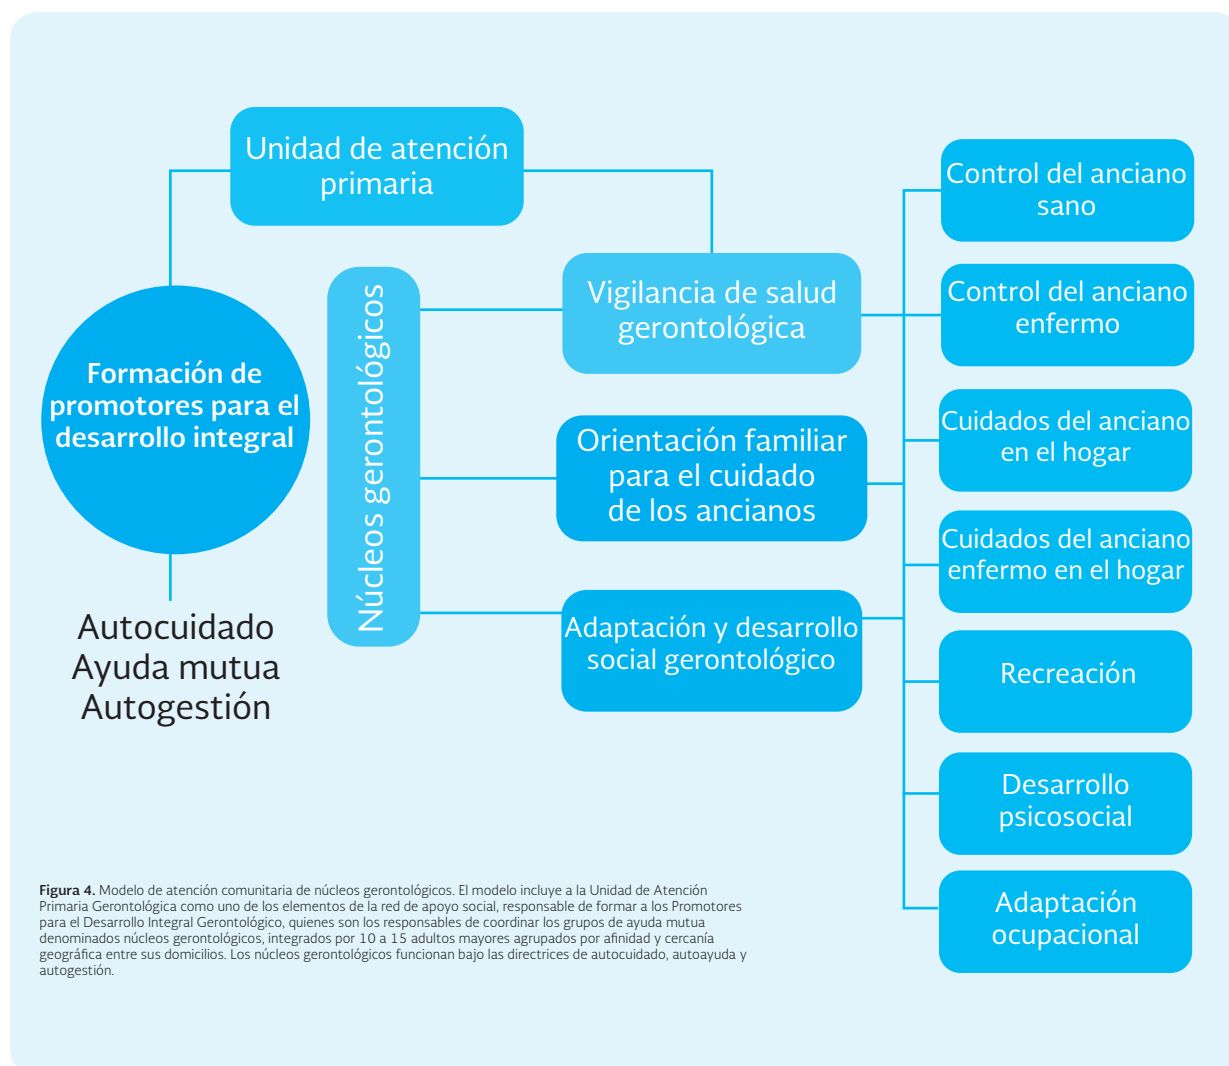 Unidad de atención
primaria
Formación de
promotores para el
desarrollo integral
Autocuidado
Ayuda mutua
Autogestión
Núcleos gerontológicos
Vigilancia de salud
gerontológica
Orientación familiar
para el cuidado
de los ancianos
Adaptación y desarrollo
social gerontológico
Control del anciano
sano
Control del anciano
enfermo
Cuidados del anciano
en el hogar
Cuidados del anciano
enfermo en el hogar
Recreación
Desarrollo
psicosocial
Adaptación
ocupacional
Figura 4. Modelo de atención comunitaria de núcleos gerontológicos. El modelo incluye a la Unidad de Atención
Primaria Gerontológica como uno de los elementos de la red de apoyo social, responsable de formar a los Promotores
para el Desarrollo Integral Gerontológico, quienes son los responsables de coordinar los grupos de ayuda mutua
denominados núcleos gerontológicos, integrados por 10 a 15 adultos mayores agrupados por afinidad y cercanía
geográfica entre sus domicilios. Los núcleos gerontológicos funcionan bajo las directrices de autocuidado, autoayuda y
autogestión.